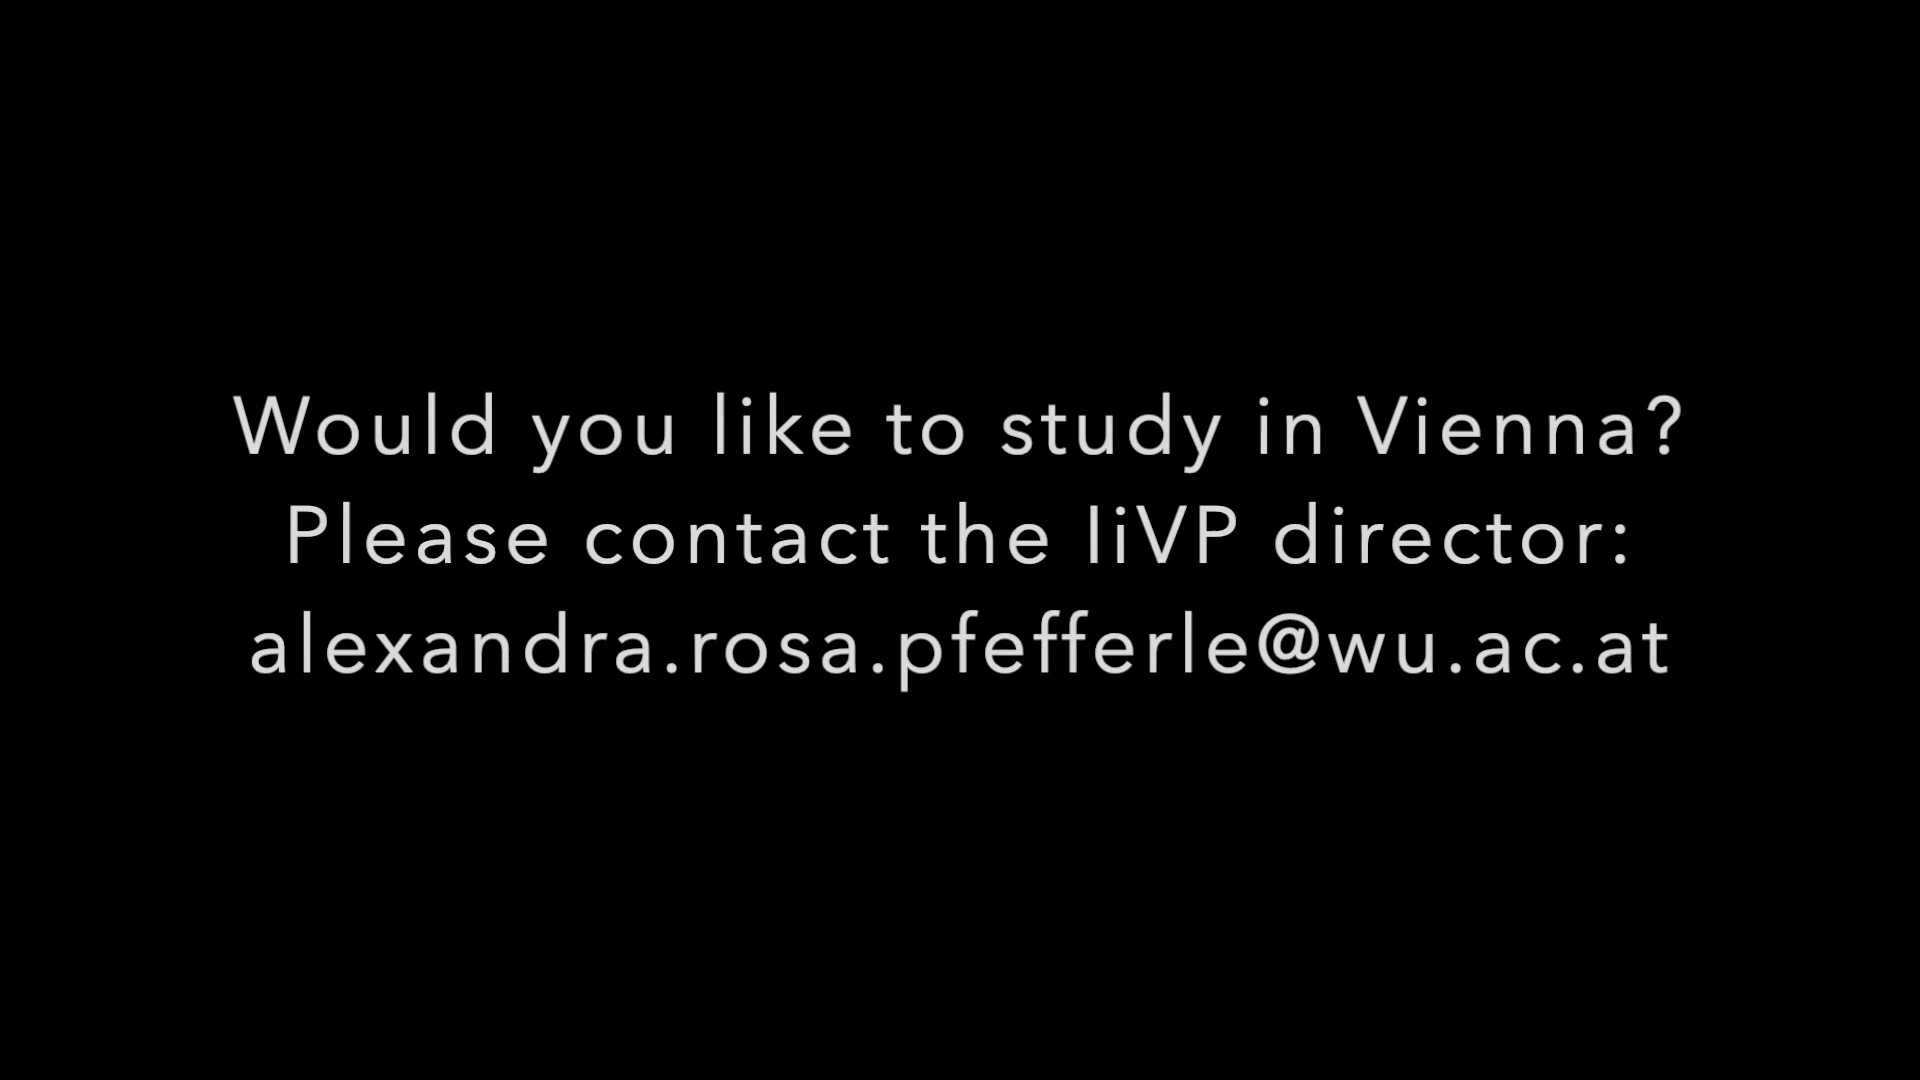 Would you like to study in Vienna?
Please contact the IiVP director:
alexandra.rosa.pfefferle@wu.ac.at